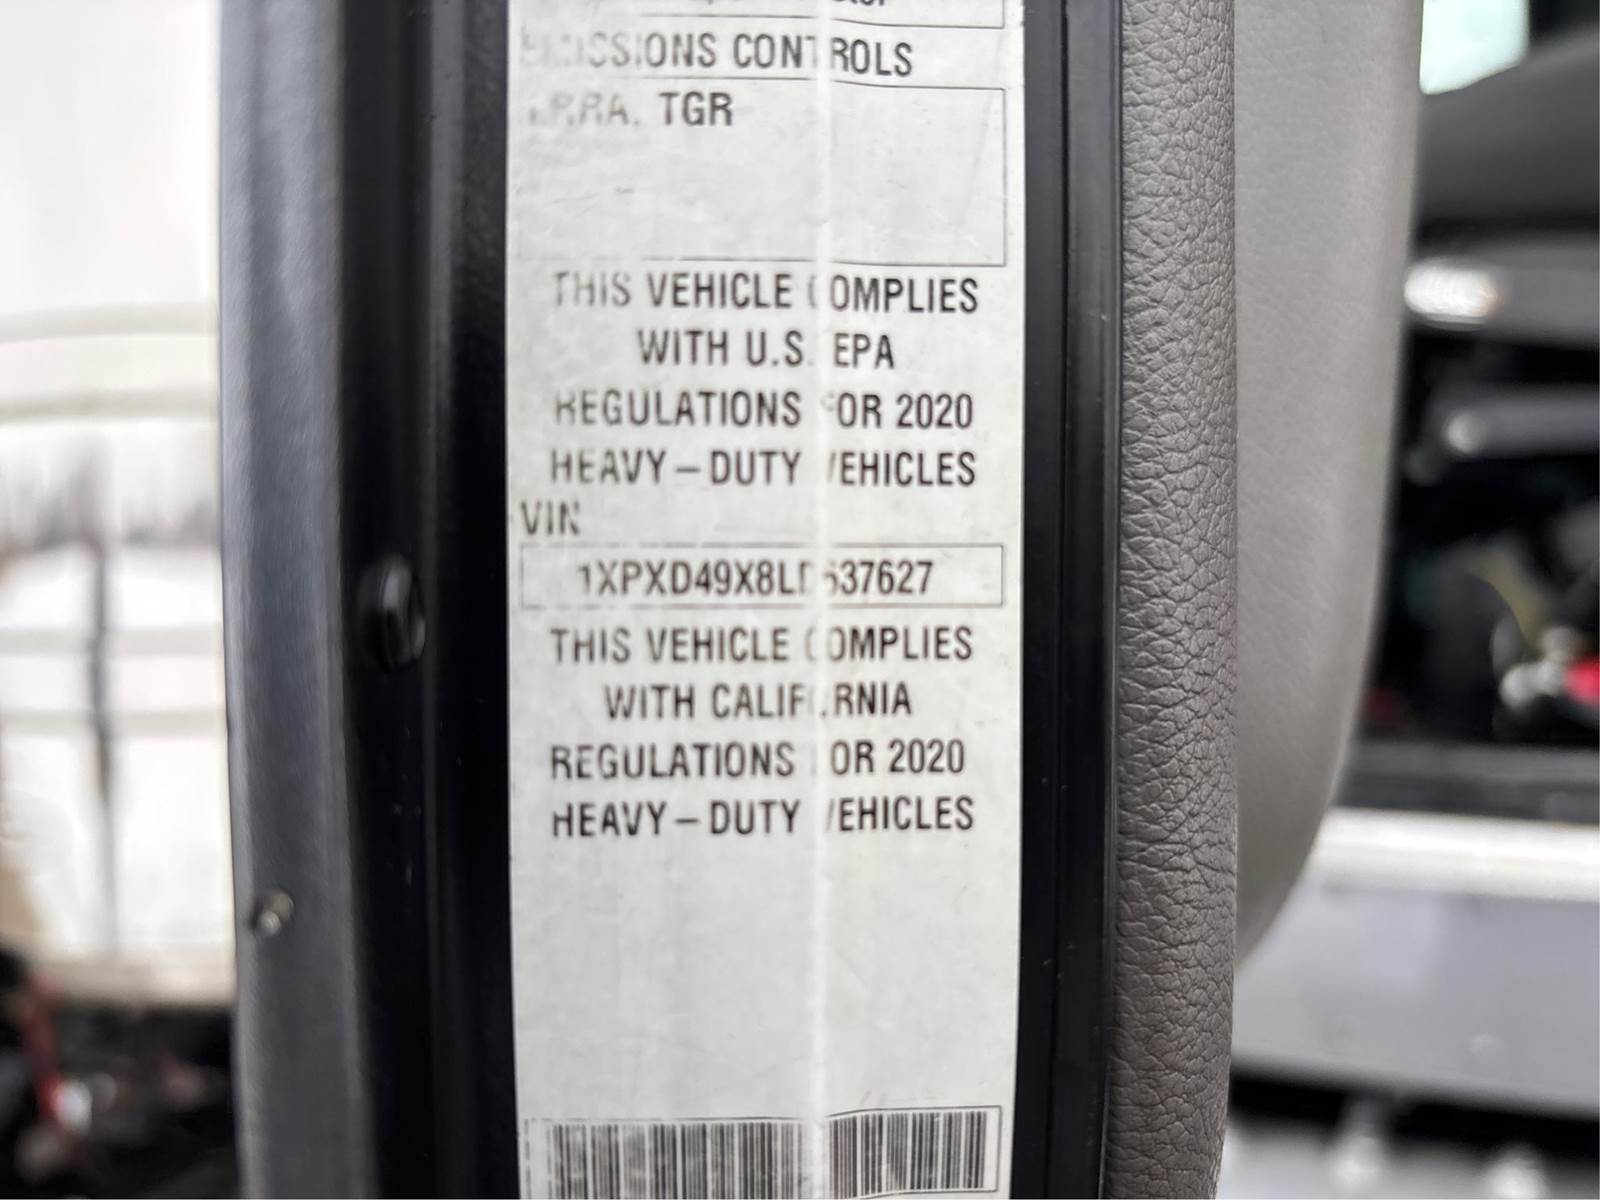 EMISSIONS CONTROLS
TGR
THIS VEHICLE COMPLIES
WITH U.S. EPA
REGULATIONS FOR 2020
HEAVY-DUTY VEHICLES
VIN
THIS VEHICLE COMPLIES
WITH CALIFORNIA
REGULATIONS FOR 2020
HEAVY-DUTY VEHICLES